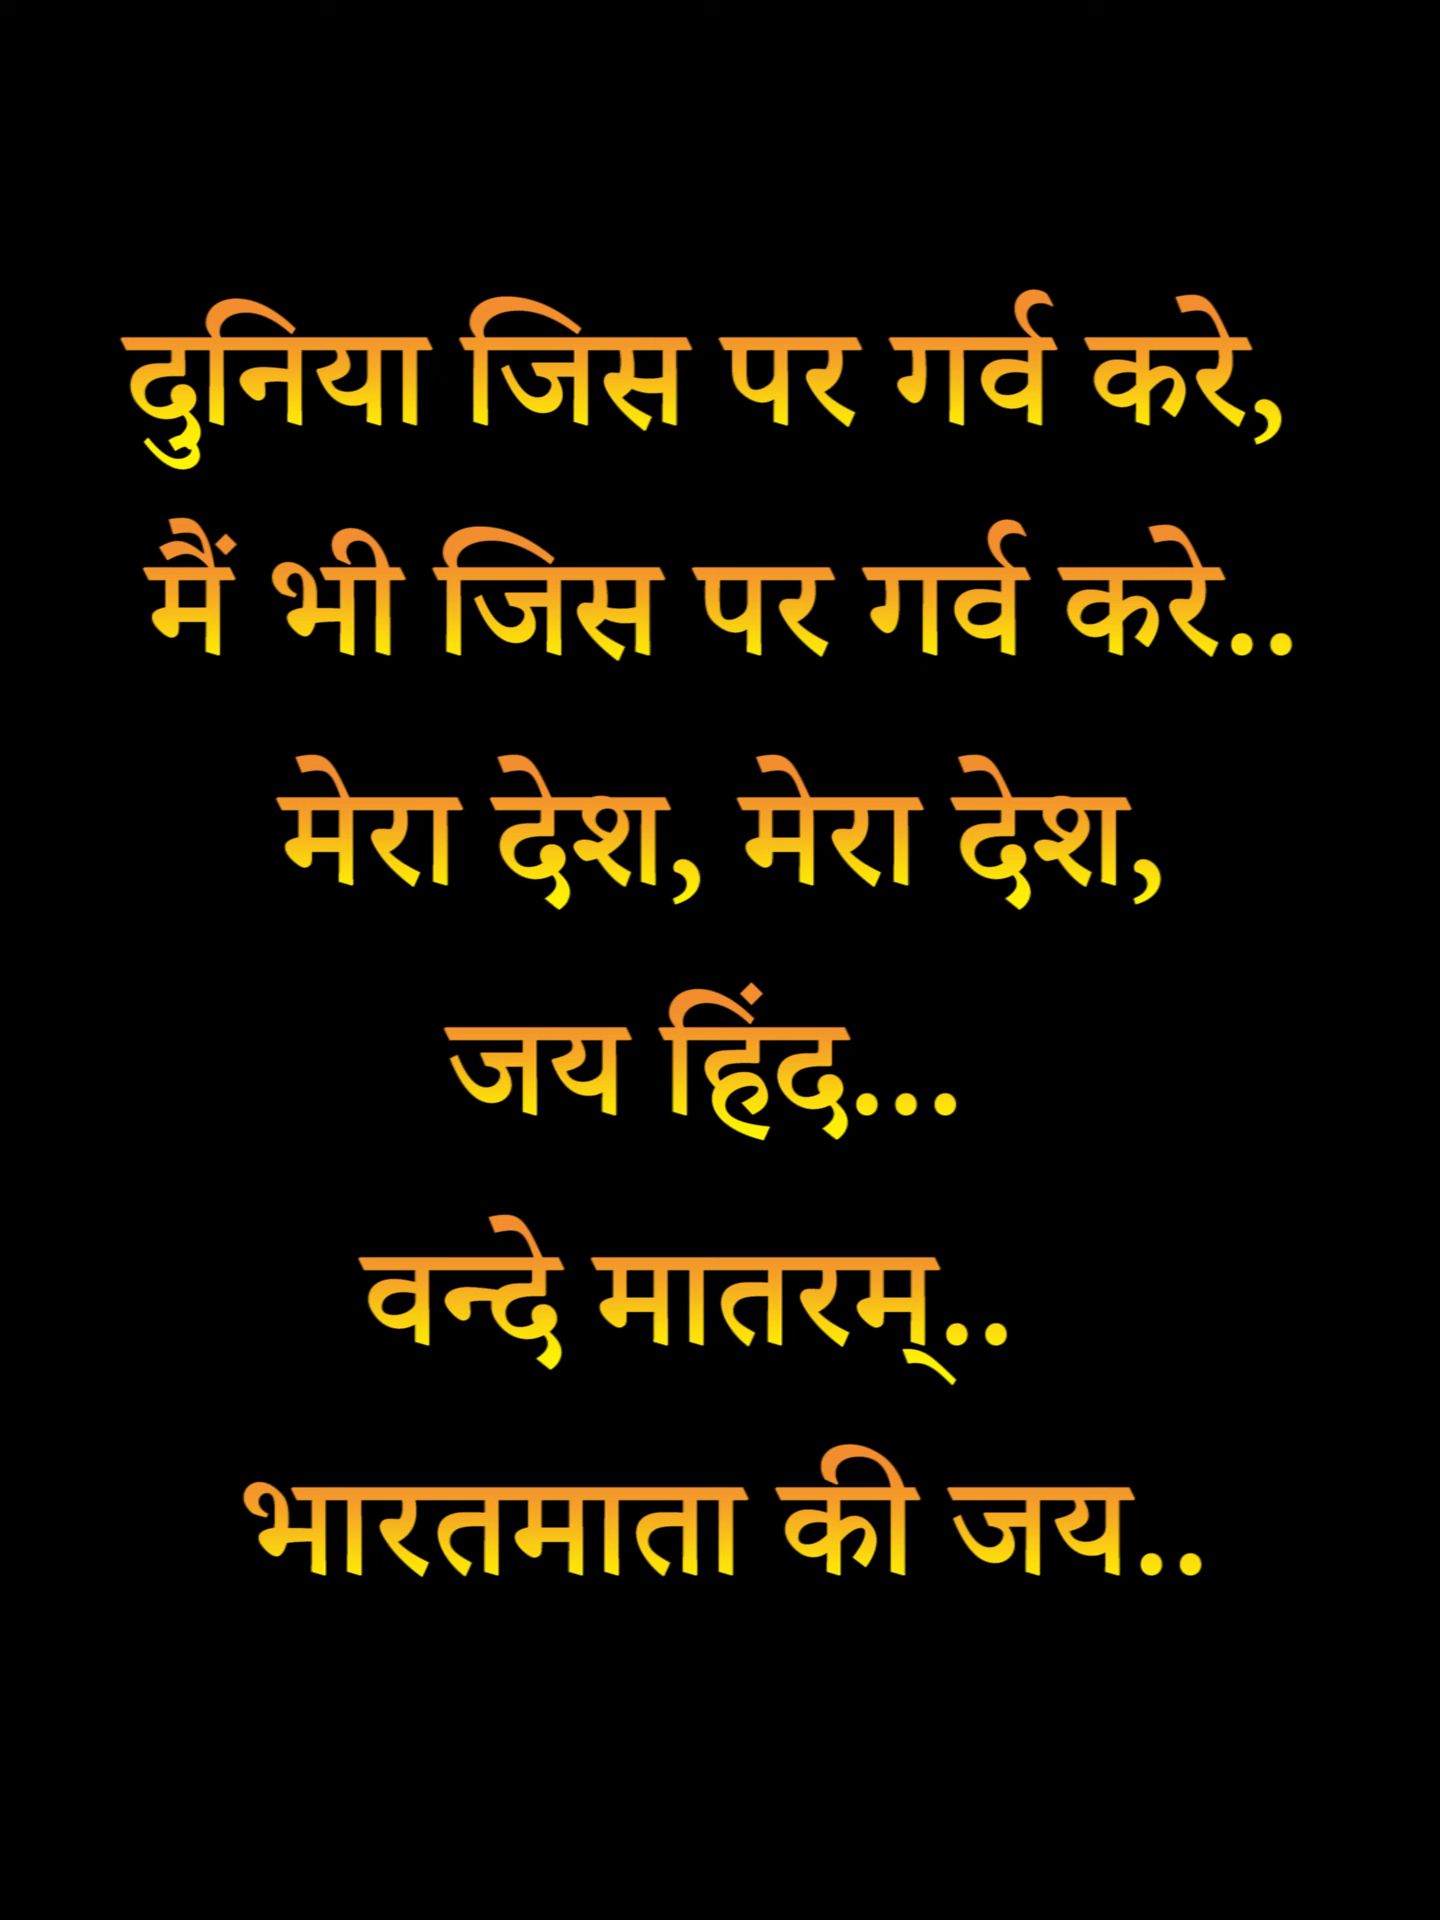 दुनिया जिस पर गर्व करे,
मैं भी जिस पर गर्व करे..
मेरा देश, मेरा देश,
जय हिंद...
वन्दे मातरम्..
भारतमाता की जय..